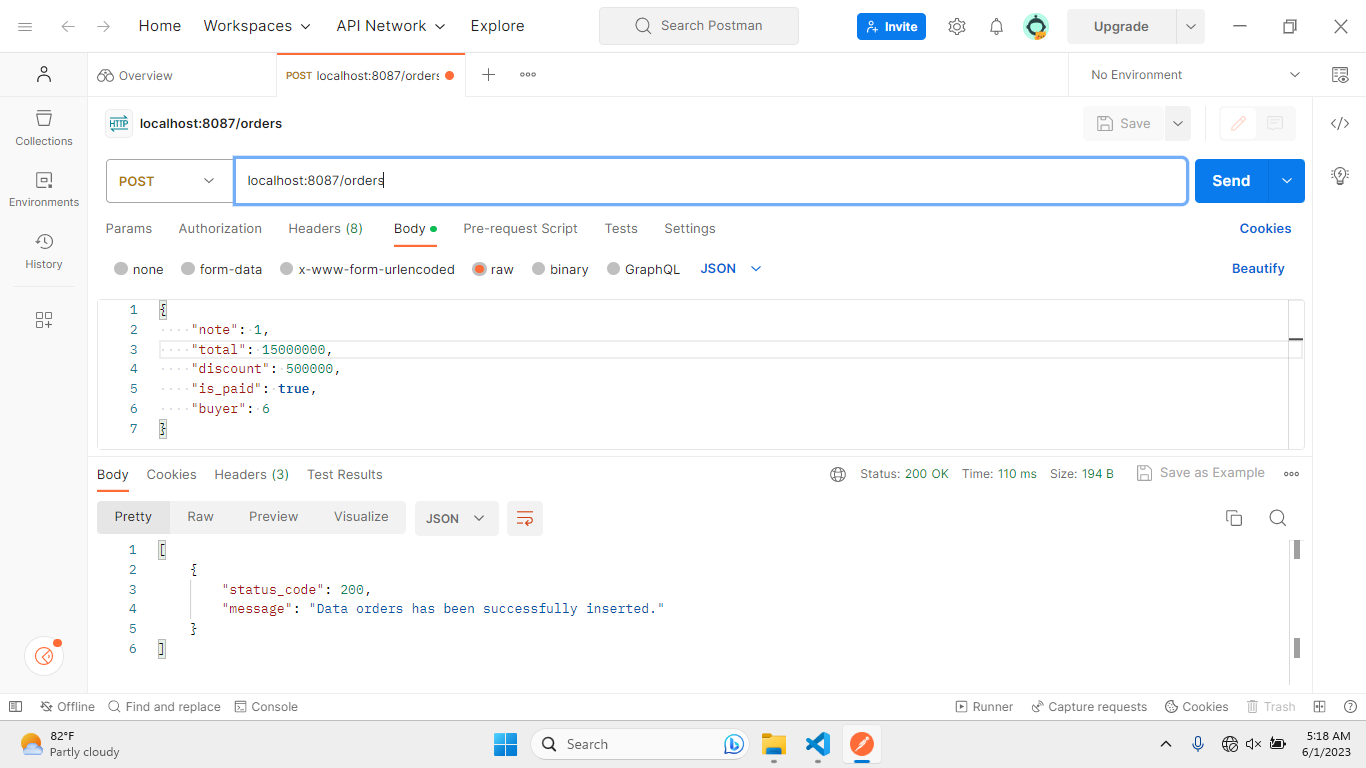 Home Workspaces API Network Explore Search Postman Invite Upgrade
Overview POST localhost:8087/orders No Environment
HTTP localhost:8087/orders Save
POST localhost:8087/orders Send
Params Authorization Headers (8) Body Pre-request Script Tests Settings Cookies
none form-data x-www-form-urlencoded raw binary GraphQL JSON Beautify
1 {
2 "note": 1,
3 "total": 15000000,
4 "discount": 500000,
5 "is_paid": true,
6 "buyer": 6
7 }
Collections
Environments
History
Body Cookies Headers (3) Test Results Status: 200 OK Time: 110 ms Size: 194 B Save as Example
Pretty Raw Preview Visualize JSON
1 [
2 {
3 "status_code": 200,
4 "message": "Data orders has been successfully inserted."
5 }
6 ]
Offline Find and replace Console Runner Capture requests Cookies Trash
82°F
Partly cloudy
Search
5:18 AM
6/1/2023